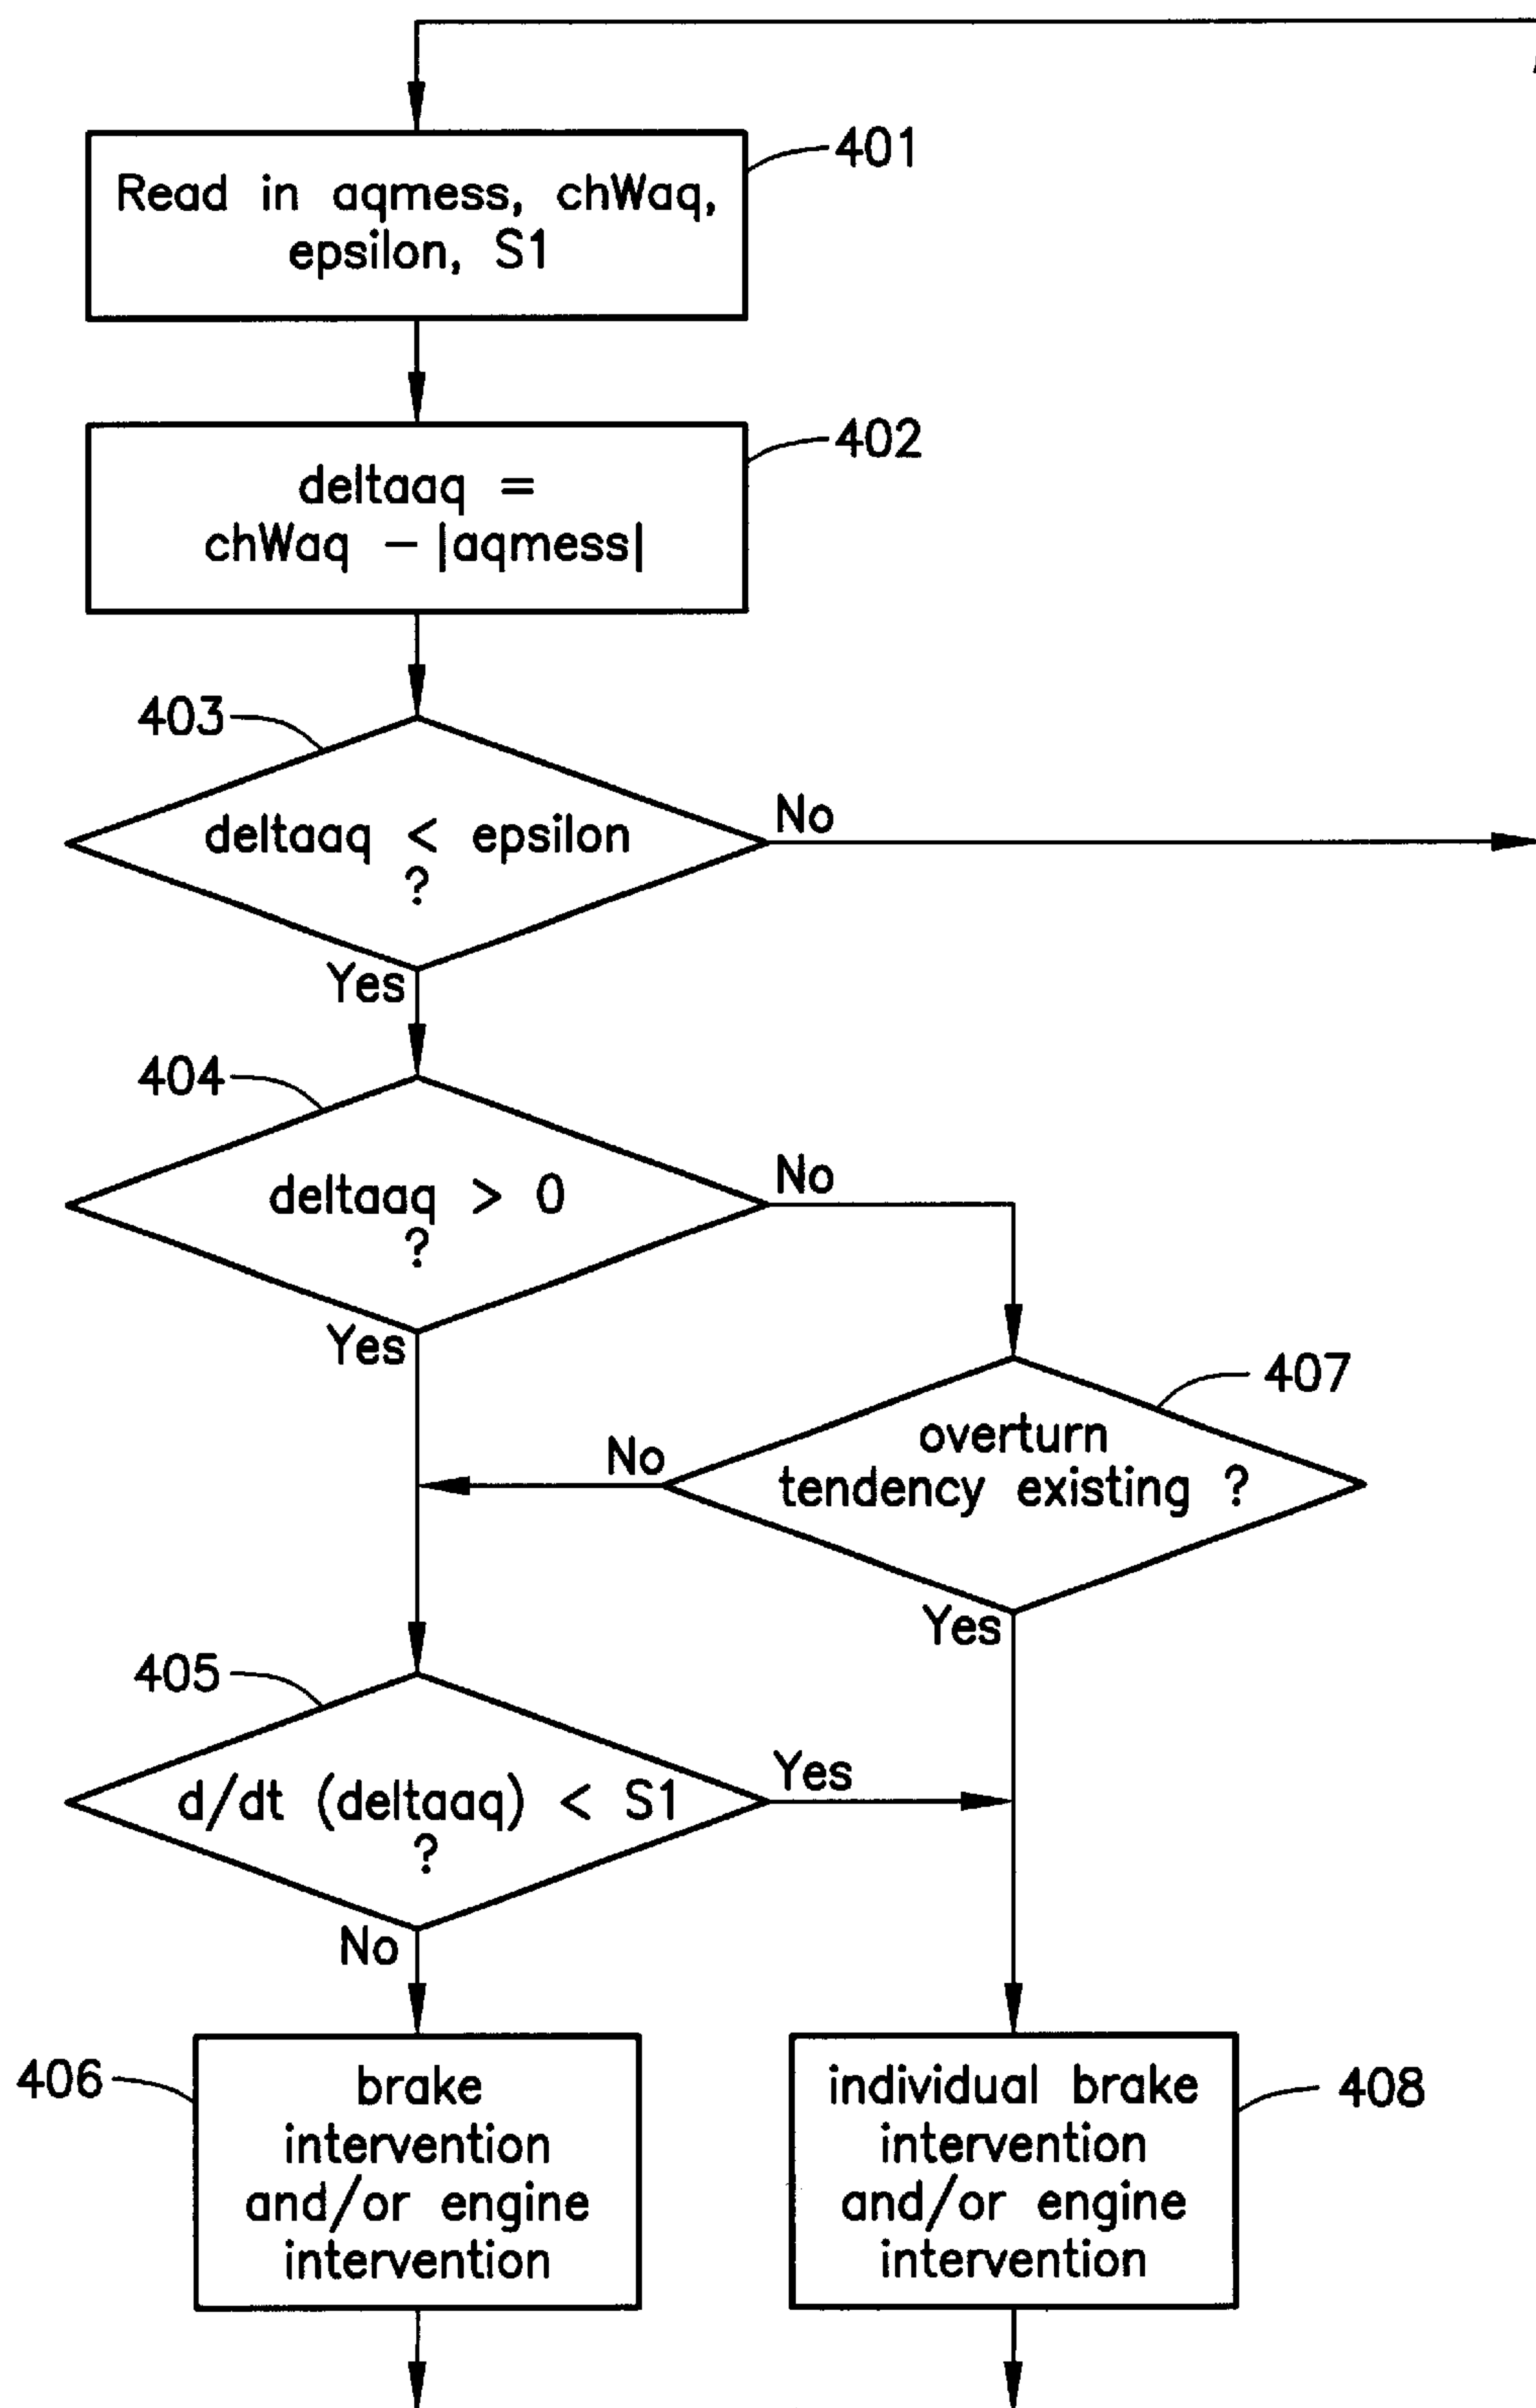 401
Read in aqmess, chWaq,
epsilon, S1
402
deltaaq =
chWaq - |aqmess|
403
deltaaq < epsilon
?
No
Yes
404
deltaaq > 0
?
No
Yes
407
overturn
tendency existing ?
No
Yes
405
d/dt (deltaaq) < S1
?
Yes
No
406
brake
intervention
and/or engine
intervention
individual brake
intervention
and/or engine
intervention
408